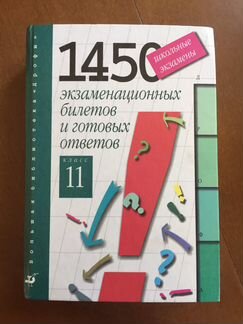 1450
школьные
экзамены
экзаменационных
билетов
и готовых
ответов
класс
11
большая библиотека «Дрофы»
Д
Р
О
Ф
А